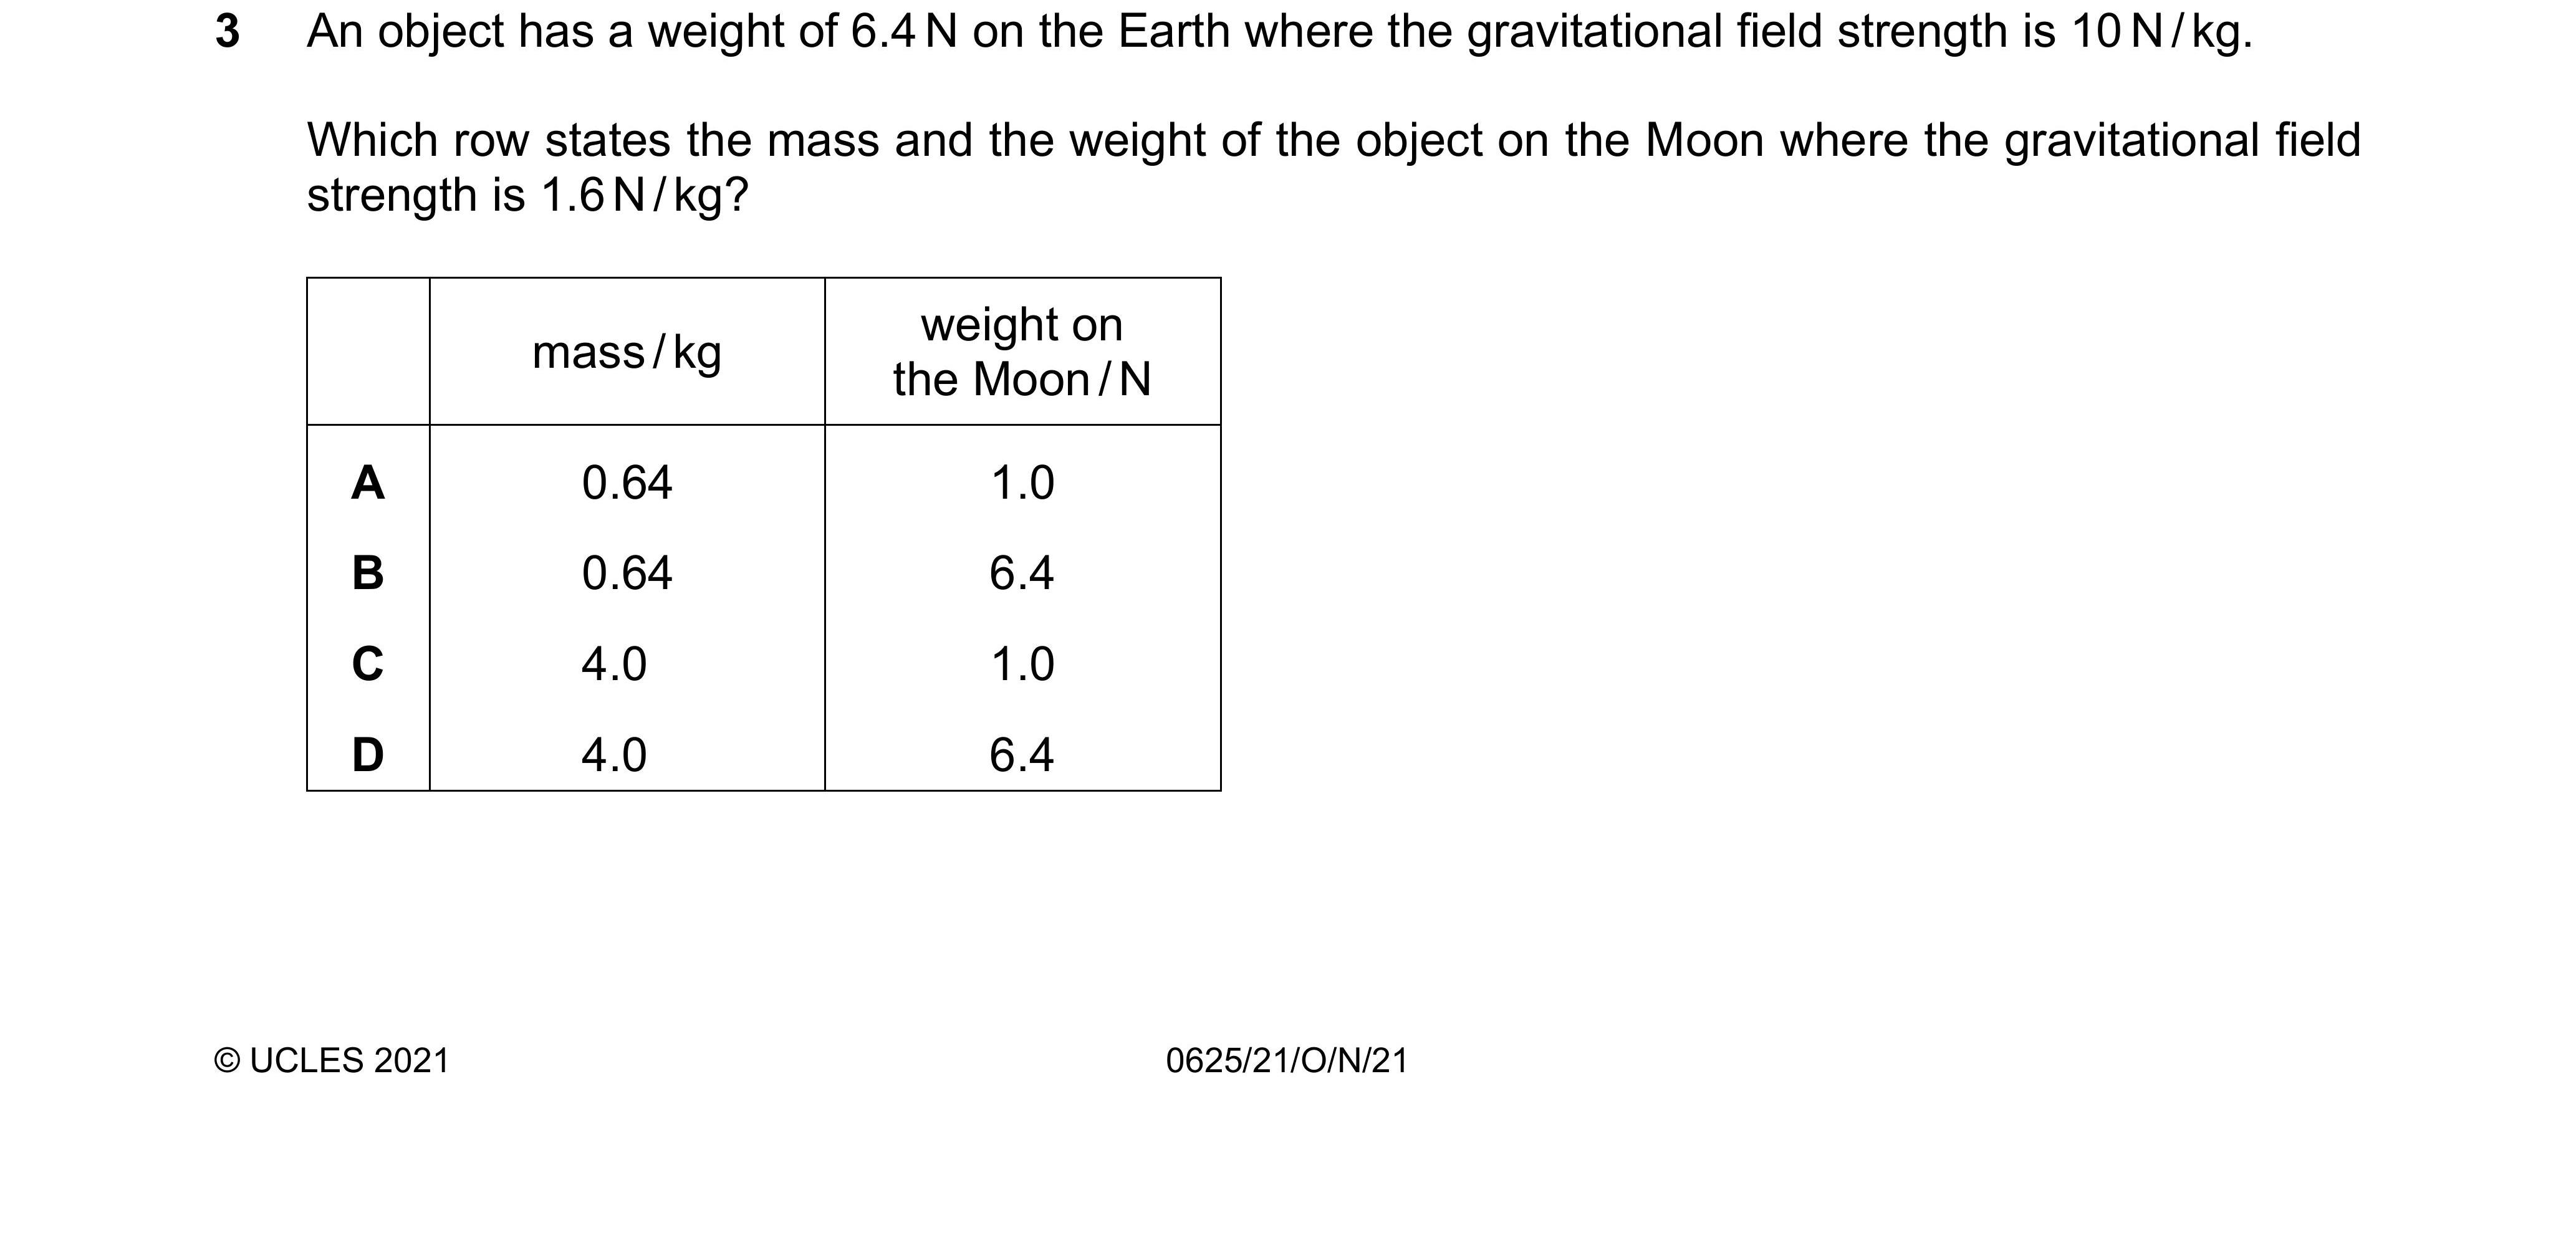 3 An object has a weight of 6.4 N on the Earth where the gravitational field strength is 10 N / kg.
Which row states the mass and the weight of the object on the Moon where the gravitational field
strength is 1.6 N / kg?
mass / kg
weight on
the Moon / N
A 0.64 1.0
B 0.64 6.4
C 4.0 1.0
D 4.0 6.4
© UCLES 2021 0625/21/O/N/21